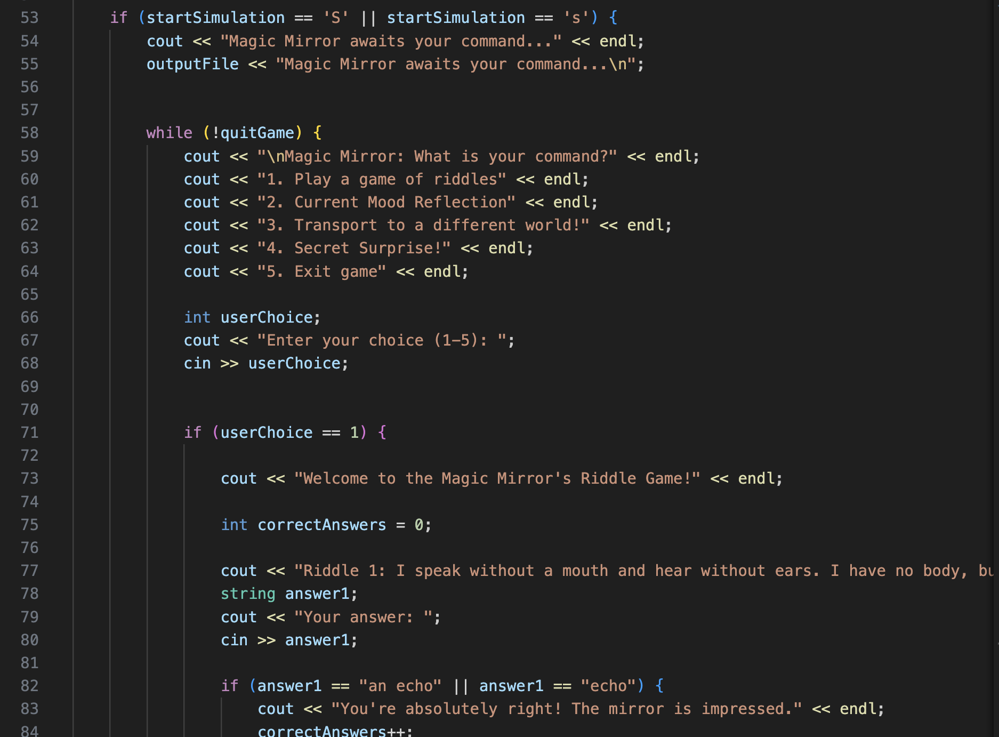 53 if (startSimulation == 'S' || startSimulation == 's') {
54 cout << "Magic Mirror awaits your command..." << endl;
55 outputFile << "Magic Mirror awaits your command...\n";
56
57
58 while (!quitGame) {
59 cout << "\nMagic Mirror: What is your command?" << endl;
60 cout << "1. Play a game of riddles" << endl;
61 cout << "2. Current Mood Reflection" << endl;
62 cout << "3. Transport to a different world!" << endl;
63 cout << "4. Secret Surprise!" << endl;
64 cout << "5. Exit game" << endl;
65
66 int userChoice;
67 cout << "Enter your choice (1-5): ";
68 cin >> userChoice;
69
70
71 if (userChoice == 1) {
72
73 cout << "Welcome to the Magic Mirror's Riddle Game!" << endl;
74
75 int correctAnswers = 0;
76
77 cout << "Riddle 1: I speak without a mouth and hear without ears. I have no body, bu
78 string answer1;
79 cout << "Your answer: ";
80 cin >> answer1;
81
82 if (answer1 == "an echo" || answer1 == "echo") {
83 cout << "You're absolutely right! The mirror is impressed." << endl;
84 correctAnswers++;